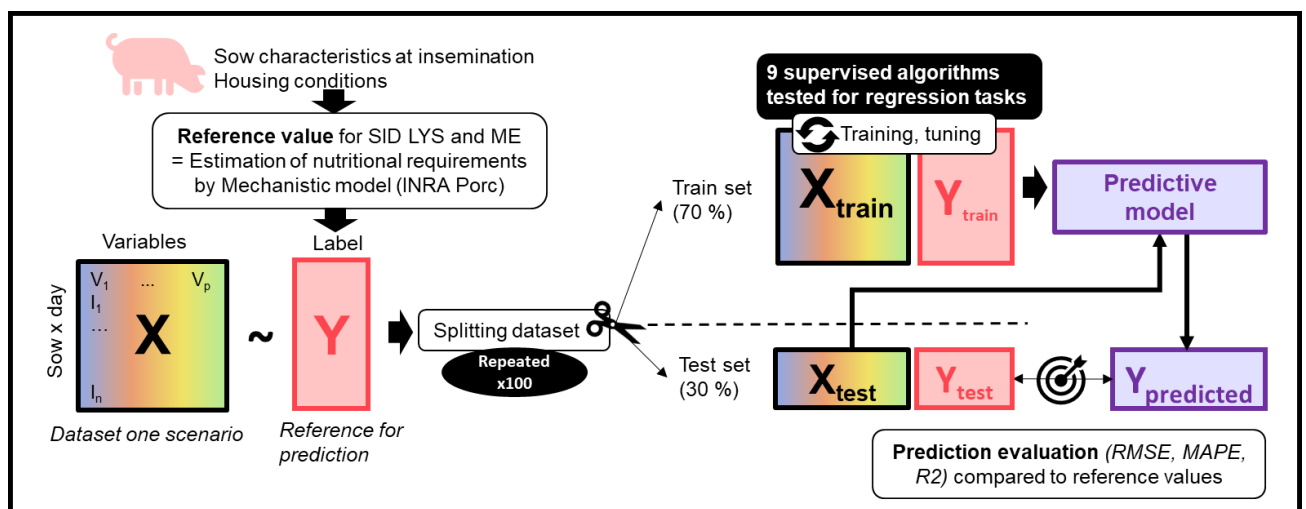 Sow characteristics at insemination
Housing conditions
Reference value for SID LYS and ME
= Estimation of nutritional requirements
by Mechanistic model (INRA Porc)
Variables
Label
Sow x day
V1 ... Vp
I1
...
In
X
~
Y
Dataset one scenario
Reference for
prediction
Splitting dataset
Repeated
x100
Train set
(70 %)
Test set
(30 %)
9 supervised algorithms
tested for regression tasks
Training, tuning
Xtrain
Ytrain
Predictive
model
Xtest
Ytest
Ypredicted
Prediction evaluation (RMSE, MAPE,
R2) compared to reference values